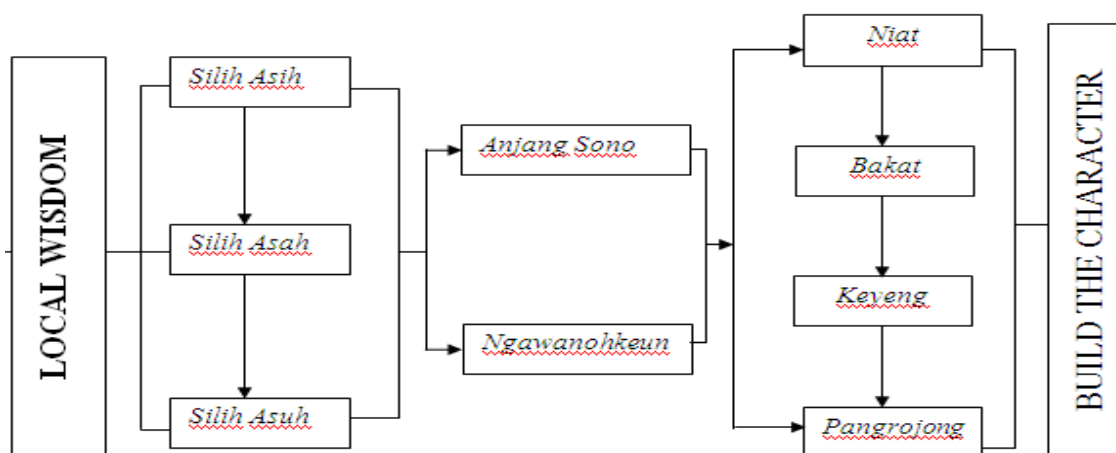 LOCAL WISDOM
Silih Asih
Silih Asah
Silih Asuh
Anjang Sono
Ngawanohkeun
Niat
Bakat
Keyeng
Pangrojong
BUILD THE CHARACTER